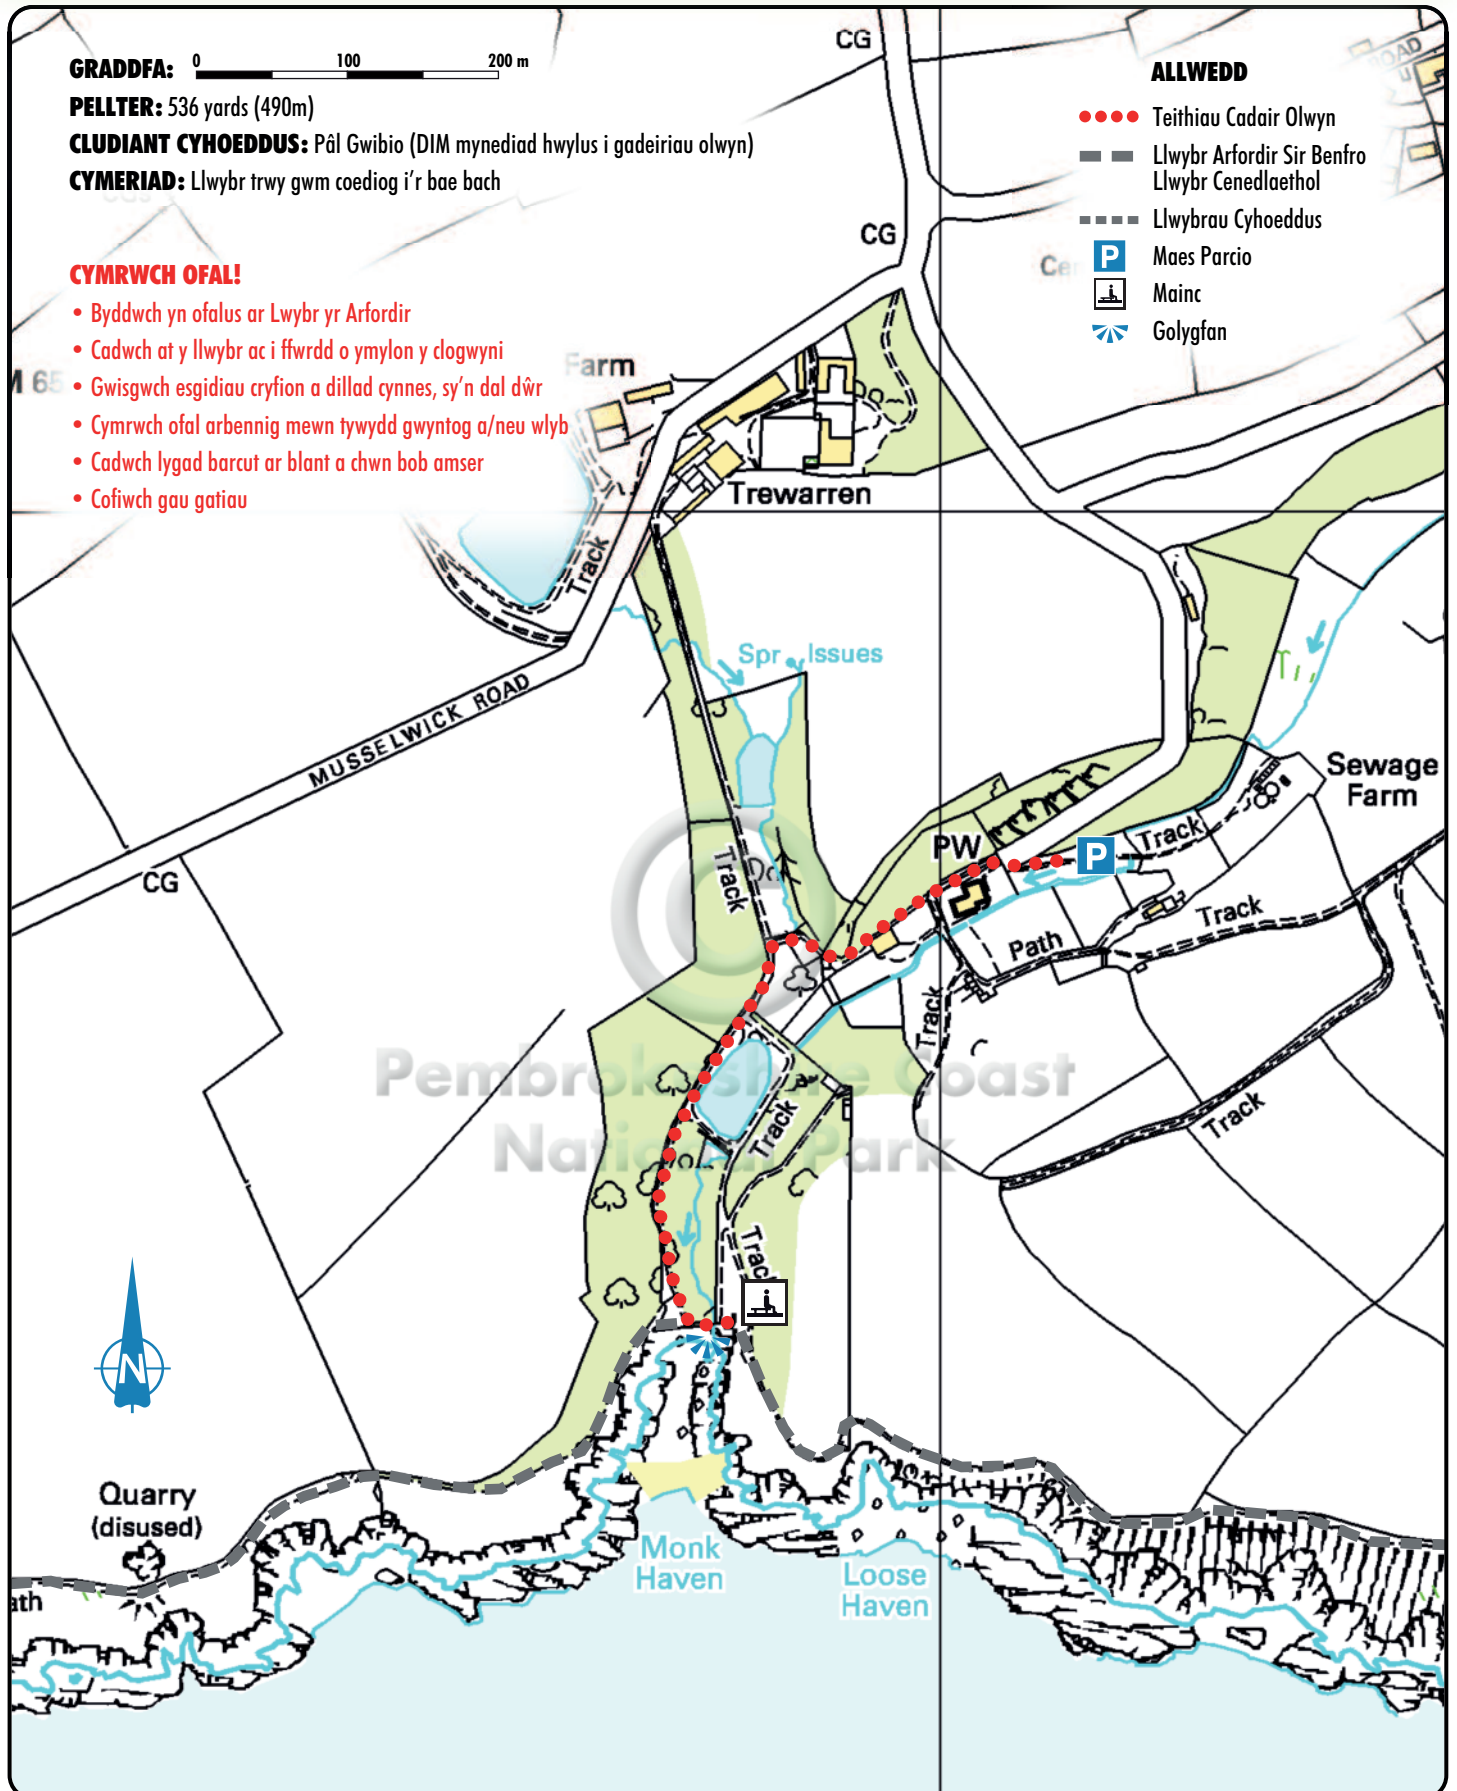 GRADDFA: 0 100 200 m
PELLTER: 536 yards (490m)
CLUDIANT CYHOEDDUS: Pâl Gwibio (DIM mynediad hwylus i gadeiriau olwyn)
CYMERIAD: Llwybr trwy gwm coediog i'r bae bach
CYMRWCH OFAL!
• Byddwch yn ofalus ar Lwybr yr Arfordir
• Cadwch at y llwybr ac i ffwrdd o ymylon y clogwyni
• Gwisgwch esgidiau cryfion a dillad cynnes, sy'n dal dŵr
• Cymrwch ofal arbennig mewn tywydd gwyntog a/neu wlyb
• Cadwch lygad barcut ar blant a chwn bob amser
• Cofiwch gau gatiau
ALLWEDD
Teithiau Cadair Olwyn
Llwybr Arfordir Sir Benfro
Llwybr Cenedlaethol
Llwybrau Cyhoeddus
P Maes Parcio
Mainc
Golygfan
CG
ROAD
CG
Farm
Trewarren
Track
Spr Issues
MUSSELWICK ROAD
CG
Sewage
Farm
PW
P
Track
Track
Track
Path
Track
Track
Track
Track
Pembrokeshire Coast
National Park
N
Quarry
(disused)
Monk
Haven
Loose
Haven
ath